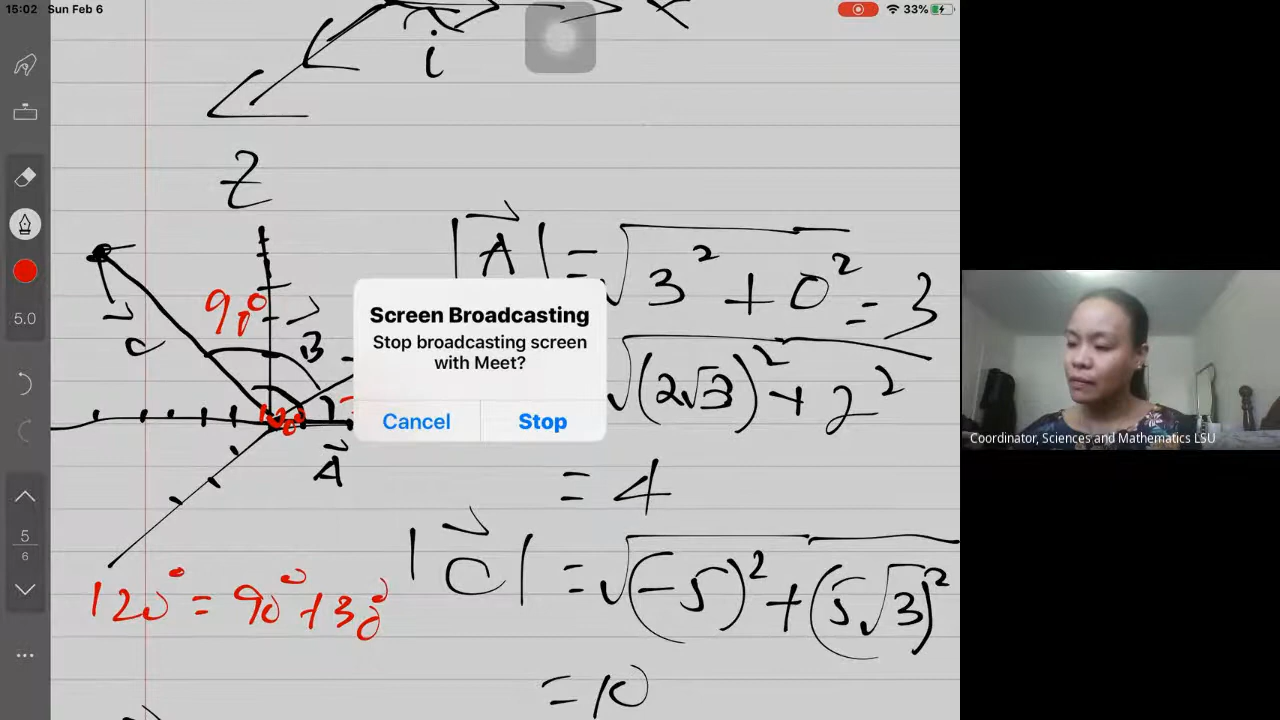 15:02 Sun Feb 6
33%
x
i
z
|A| = √3² + 0² = 3
90°
B
C
Screen Broadcasting
Stop broadcasting screen
with Meet?
Cancel
Stop
√(2√3)² + 2²
120°
A
= 4
5.0
5
6
|C| = √(-5)² + (5√3)²
120° = 90° + 30°
= 10
Coordinator, Sciences and Mathematics LSU